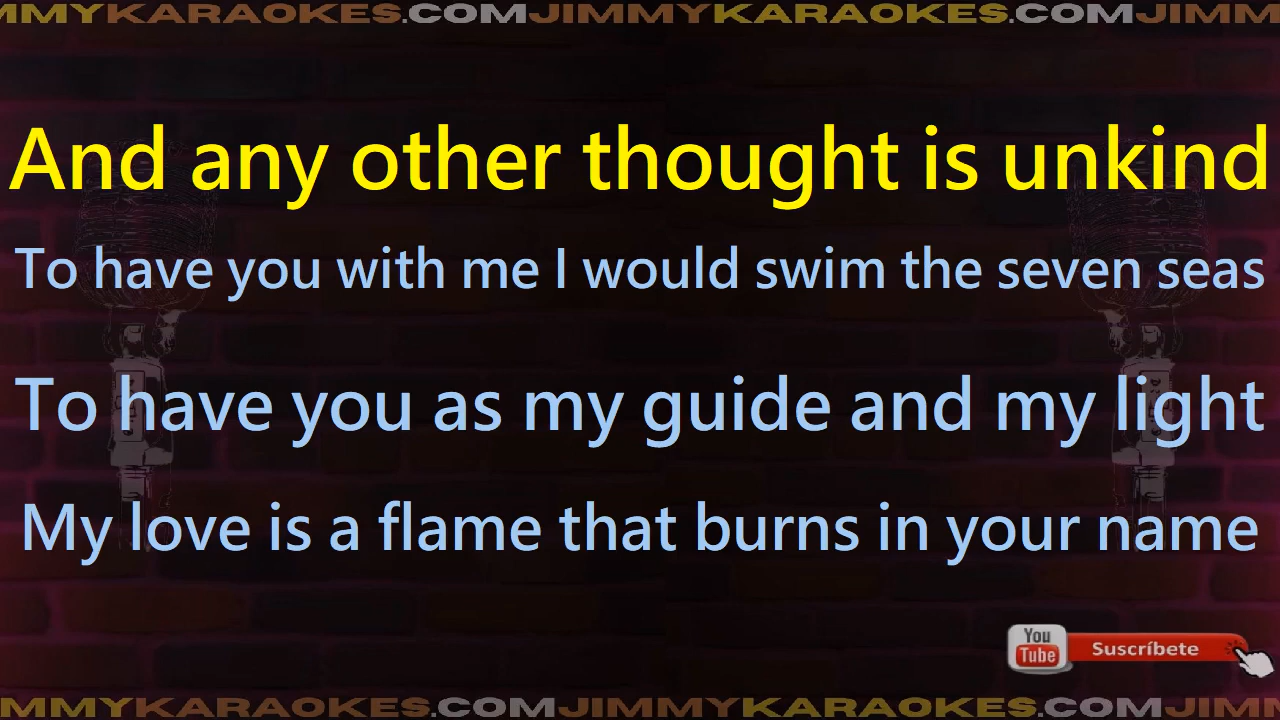 MMYKARAOKES.COMJIMMYKARAOKES.COMJIMM
And any other thought is unkind
To have you with me I would swim the seven seas
To have you as my guide and my light
My love is a flame that burns in your name
You
Tube
Suscríbete
MMYKARAOKES.COMJIMMYKARAOKES.COMJIMM